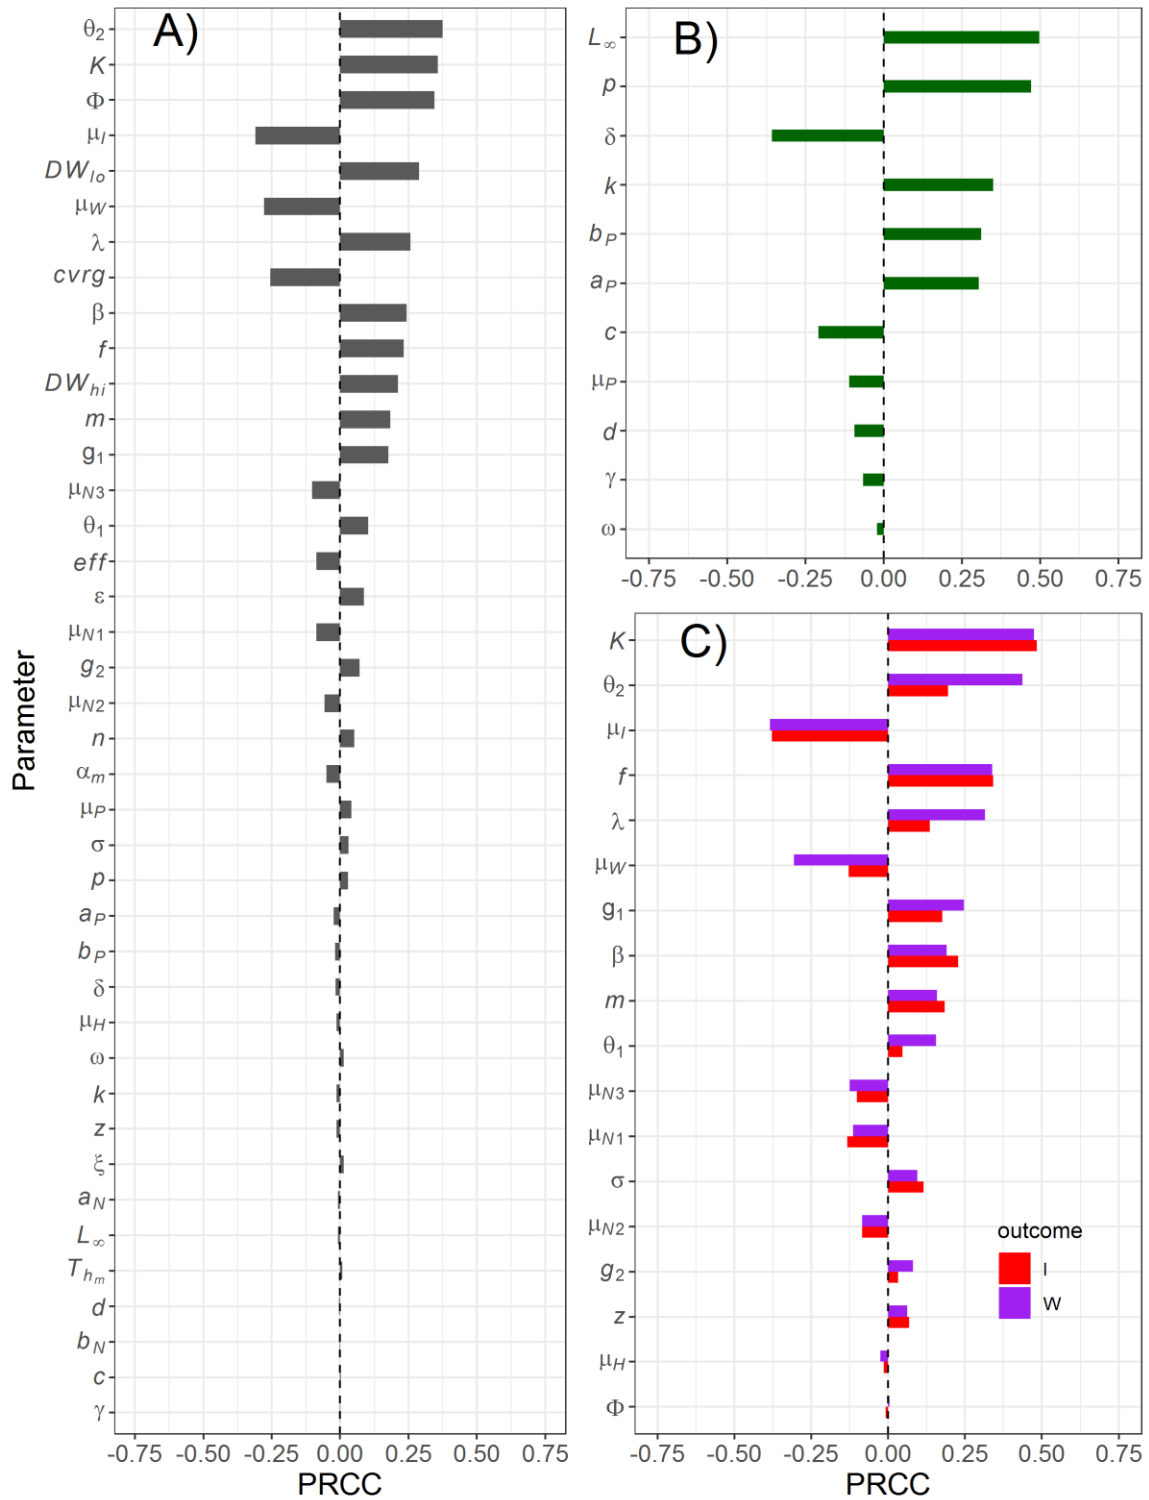 Parameter
A)
θ2
K
Φ
μI
DWlo
μW
λ
cvrg
β
f
DWhi
m
g1
μN3
θ1
eff
ε
μN1
g2
μN2
n
αm
μP
σ
p
aP
bP
δ
μH
ω
k
z
ξ
aN
L∞
Thm
d
bN
c
γ
-0.75 -0.50 -0.25 0.00 0.25 0.50 0.75
PRCC
B)
L∞
p
δ
k
bP
aP
c
μP
d
γ
ω
-0.75 -0.50 -0.25 0.00 0.25 0.50 0.75
C)
K
θ2
μI
f
λ
μW
g1
β
m
θ1
μN3
μN1
σ
μN2
g2
z
μH
Φ
outcome
I
W
-0.75 -0.50 -0.25 0.00 0.25 0.50 0.75
PRCC